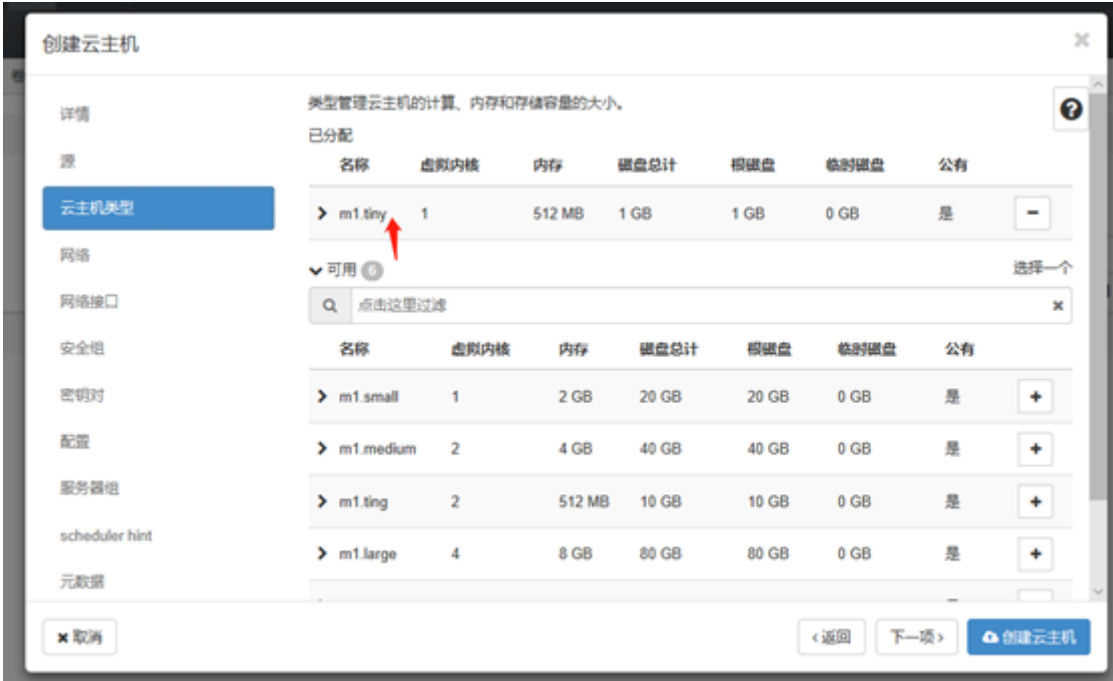 创建云主机
卷
详情
源
云主机类型
网络
网络接口
安全组
密钥对
配置
服务器组
scheduler hint
元数据
类型管理云主机的计算、内存和存储容量的大小。
已分配
名称 虚拟内核 内存 磁盘总计 根磁盘 临时磁盘 公有
m1.tiny 1 512 MB 1 GB 1 GB 0 GB 是
可用 6
选择一个
点击这里过滤
名称 虚拟内核 内存 磁盘总计 根磁盘 临时磁盘 公有
m1.small 1 2 GB 20 GB 20 GB 0 GB 是
m1.medium 2 4 GB 40 GB 40 GB 0 GB 是
m1.ting 2 512 MB 10 GB 10 GB 0 GB 是
m1.large 4 8 GB 80 GB 80 GB 0 GB 是
取消
‹返回
下一项›
创建云主机